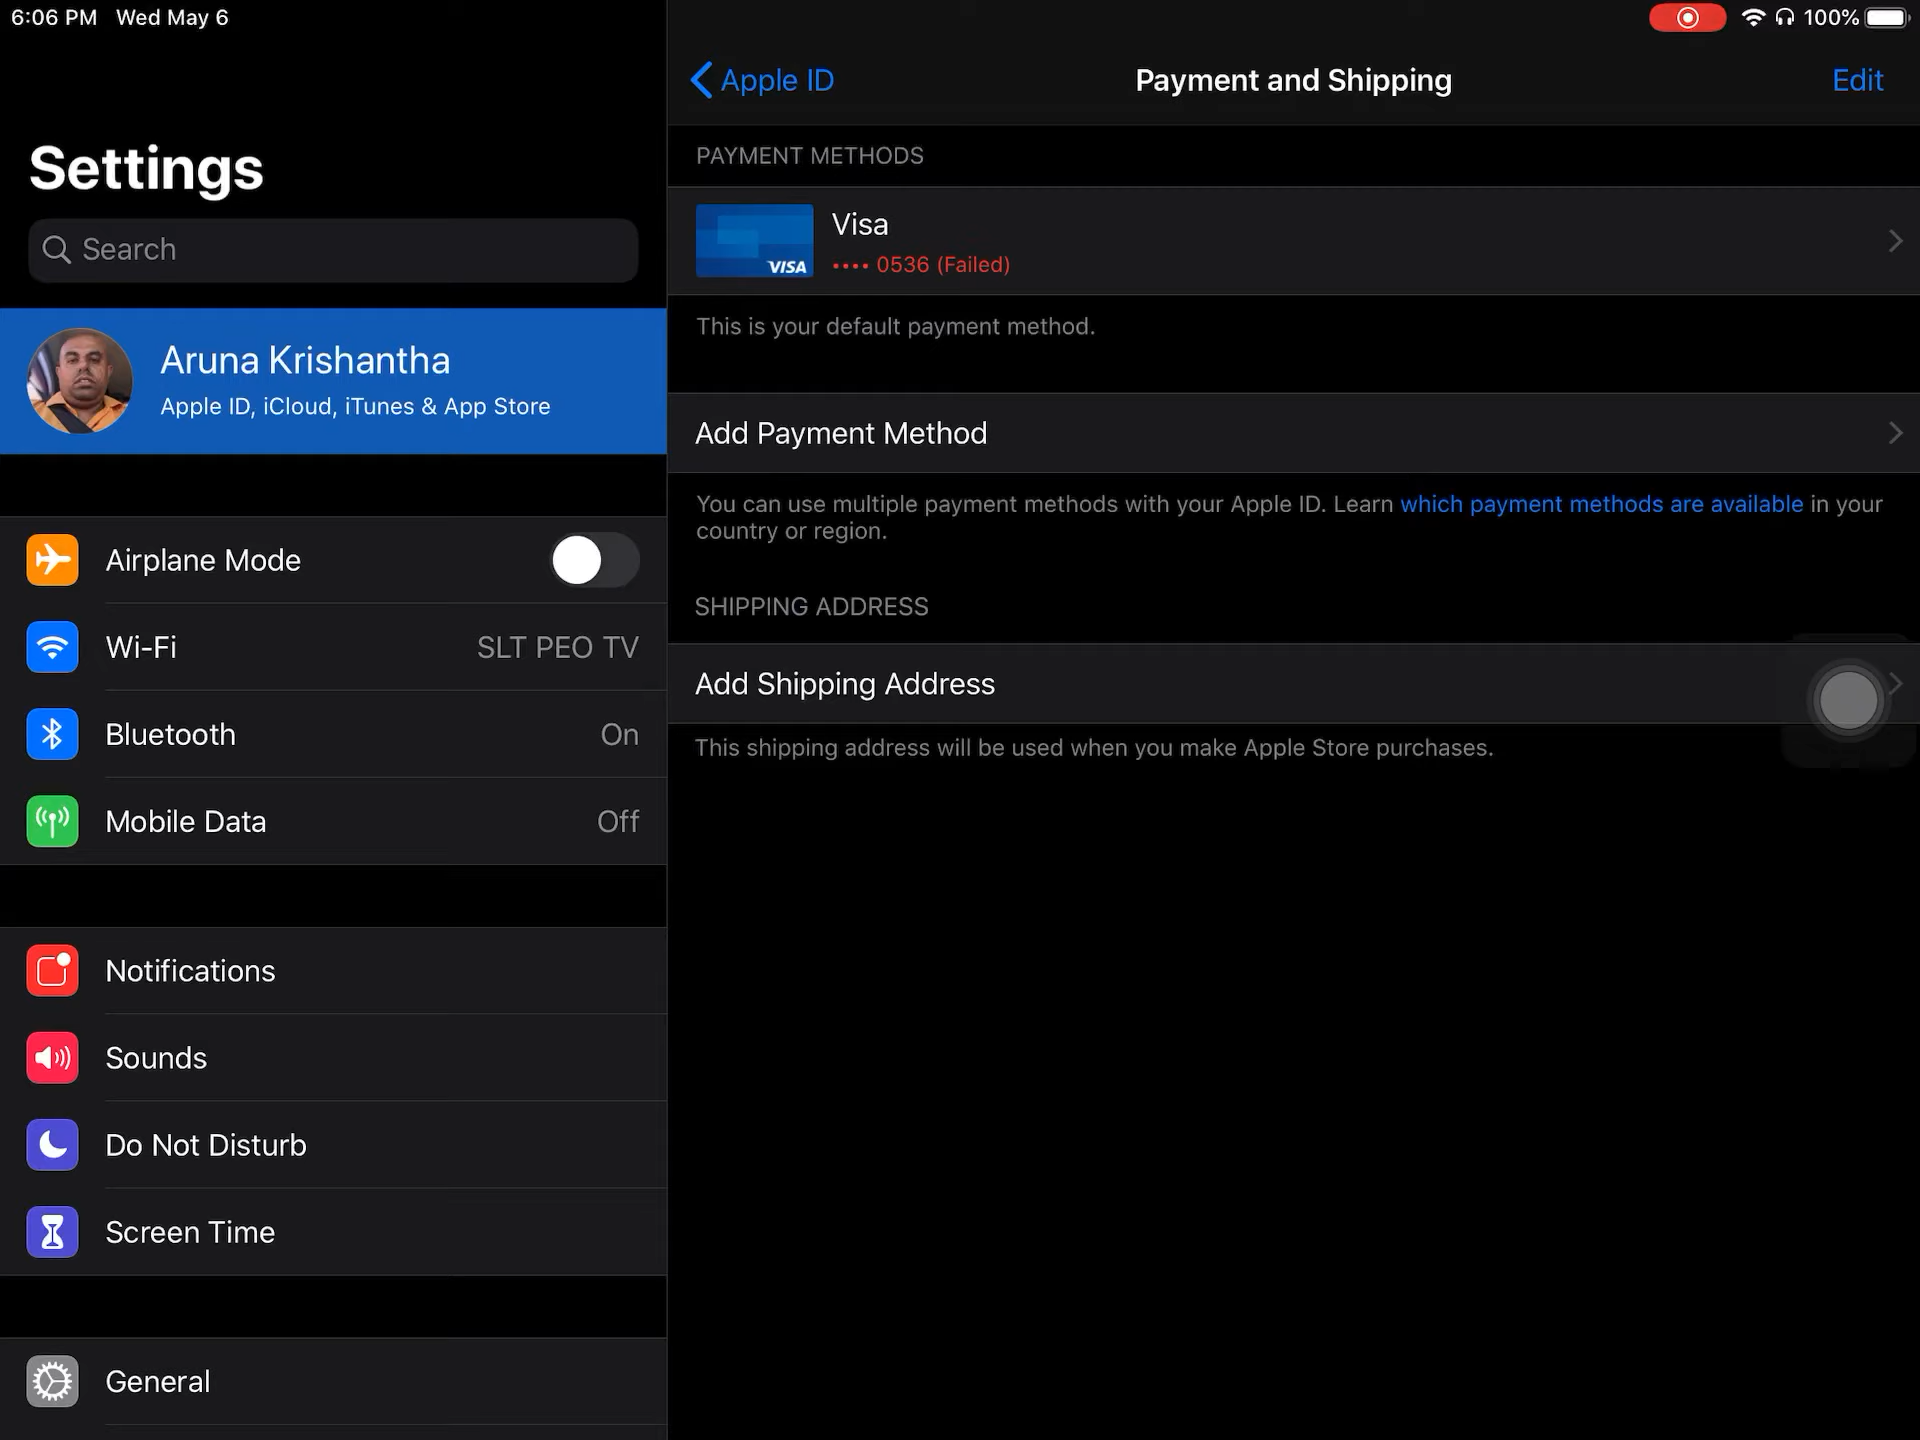 6:06 PM Wed May 6
100%
Settings
Search
Aruna Krishantha
Apple ID, iCloud, iTunes & App Store
Airplane Mode
Wi-Fi SLT PEO TV
Bluetooth On
Mobile Data Off
Notifications
Sounds
Do Not Disturb
Screen Time
General
Apple ID Payment and Shipping Edit
PAYMENT METHODS
VISA
Visa
•••• 0536 (Failed)
This is your default payment method.
Add Payment Method
You can use multiple payment methods with your Apple ID. Learn which payment methods are available in your
country or region.
SHIPPING ADDRESS
Add Shipping Address
This shipping address will be used when you make Apple Store purchases.